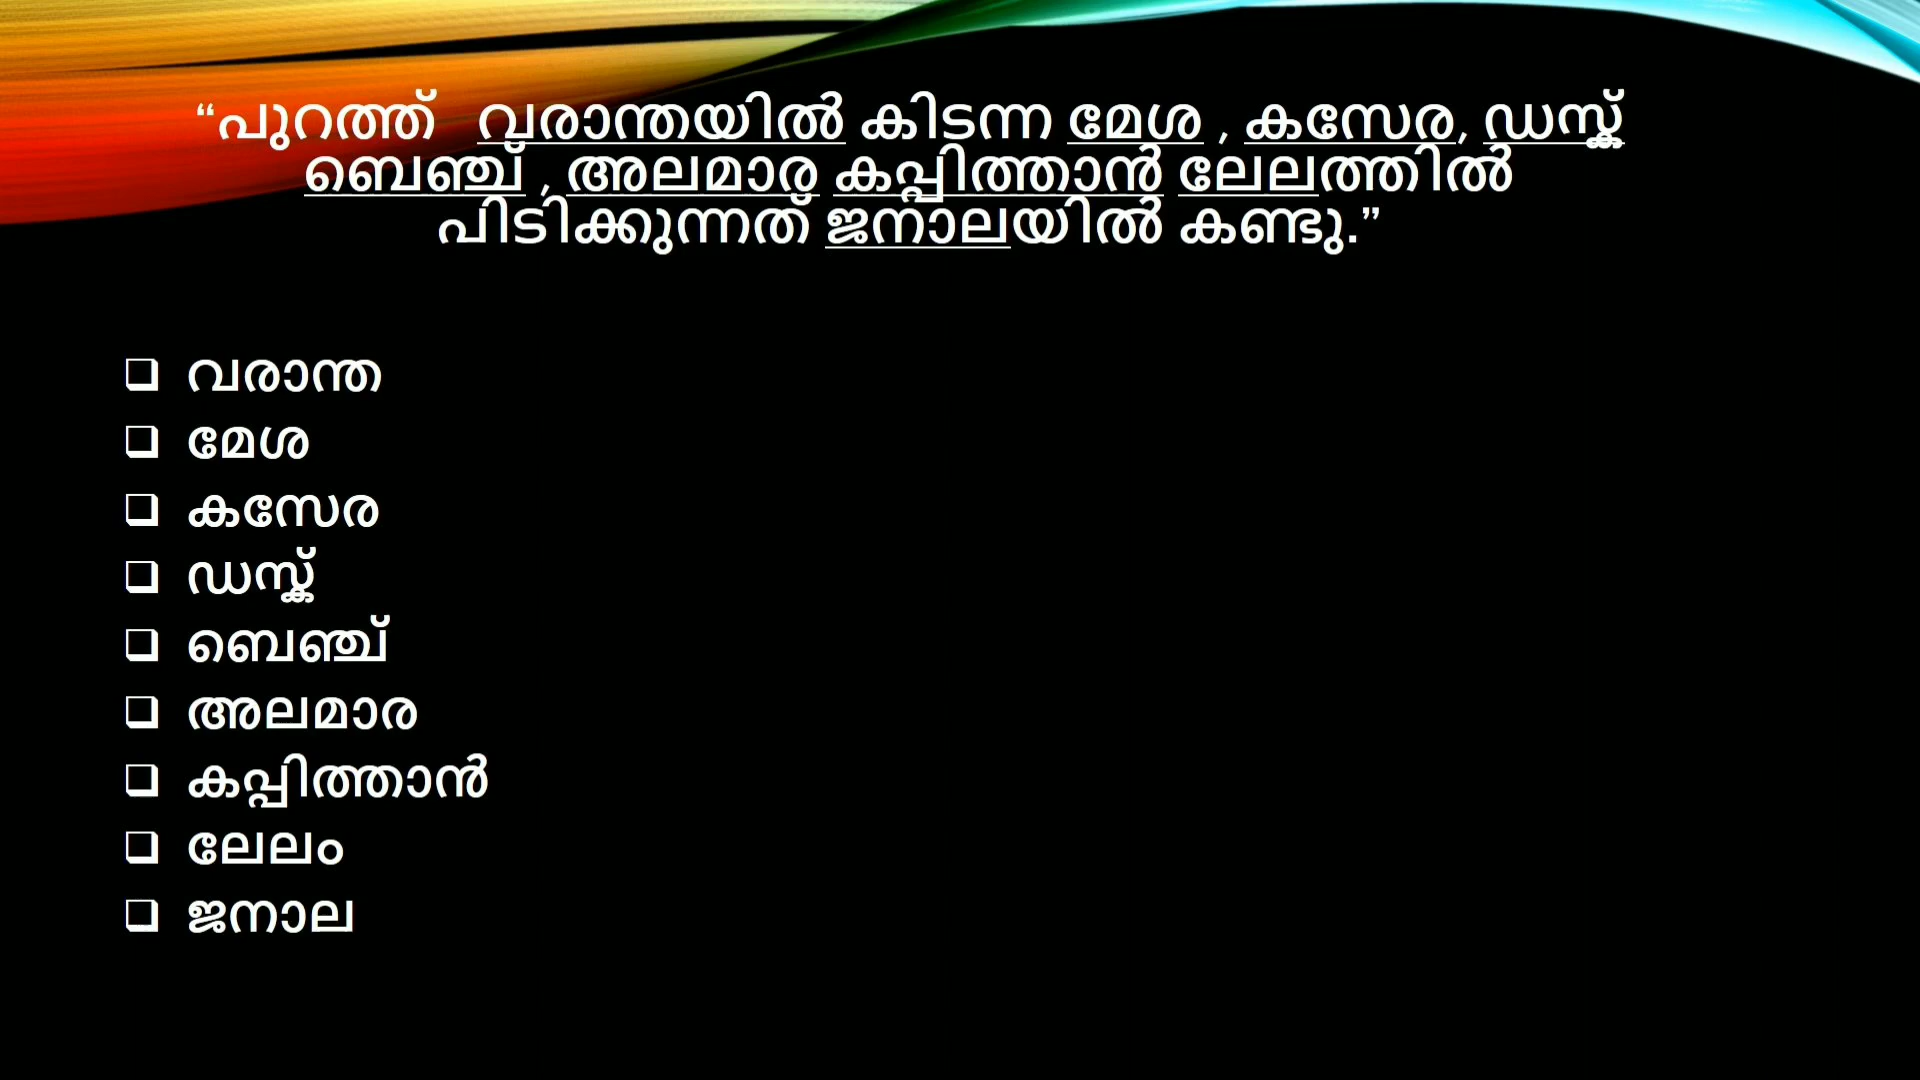 “പുറത്ത് വരാന്തയിൽ കിടന്ന മേശ , കസേര, ഡസ്ക്
ബെഞ്ച് , അലമാര കപ്പിത്താൻ ലേലത്തിൽ
പിടിക്കുന്നത് ജനാലയിൽ കണ്ടു.”
❑ വരാന്ത
❑ മേശ
❑ കസേര
❑ ഡസ്ക്
❑ ബെഞ്ച്
❑ അലമാര
❑ കപ്പിത്താൻ
❑ ലേലം
❑ ജനാല